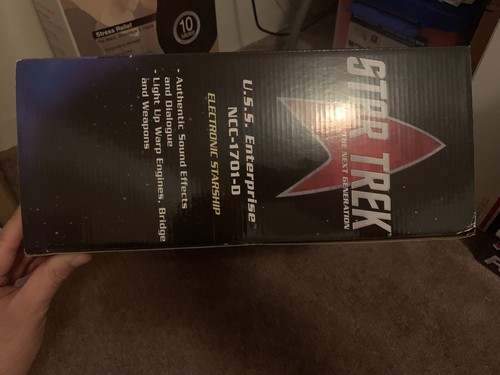 STAR TREK
THE NEXT GENERATION
U.S.S. Enterprise
NCC-1701-D
ELECTRONIC STARSHIP
- Authentic Sound Effects
and Dialogue
- Light Up Warp Engines, Bridge
and Weapons
Stress Relief
10